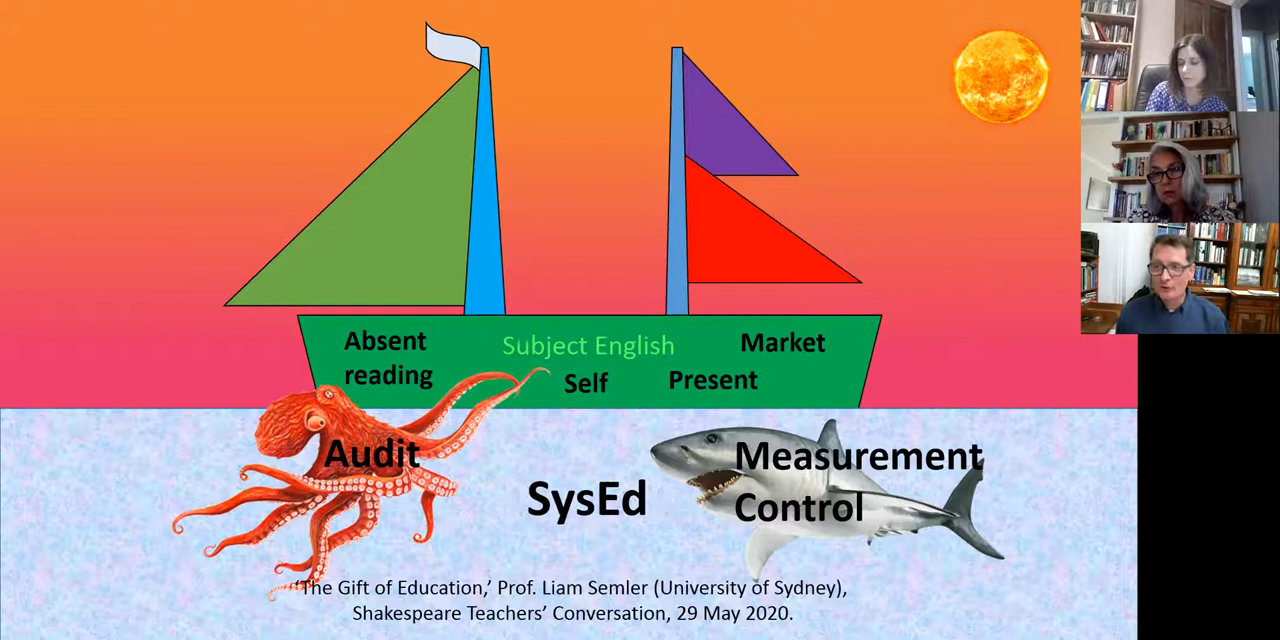 Absent
reading
Subject English
Self
Present
Market
Audit
SysEd
Measurement
Control
‘The Gift of Education,’ Prof. Liam Semler (University of Sydney),
Shakespeare Teachers’ Conversation, 29 May 2020.